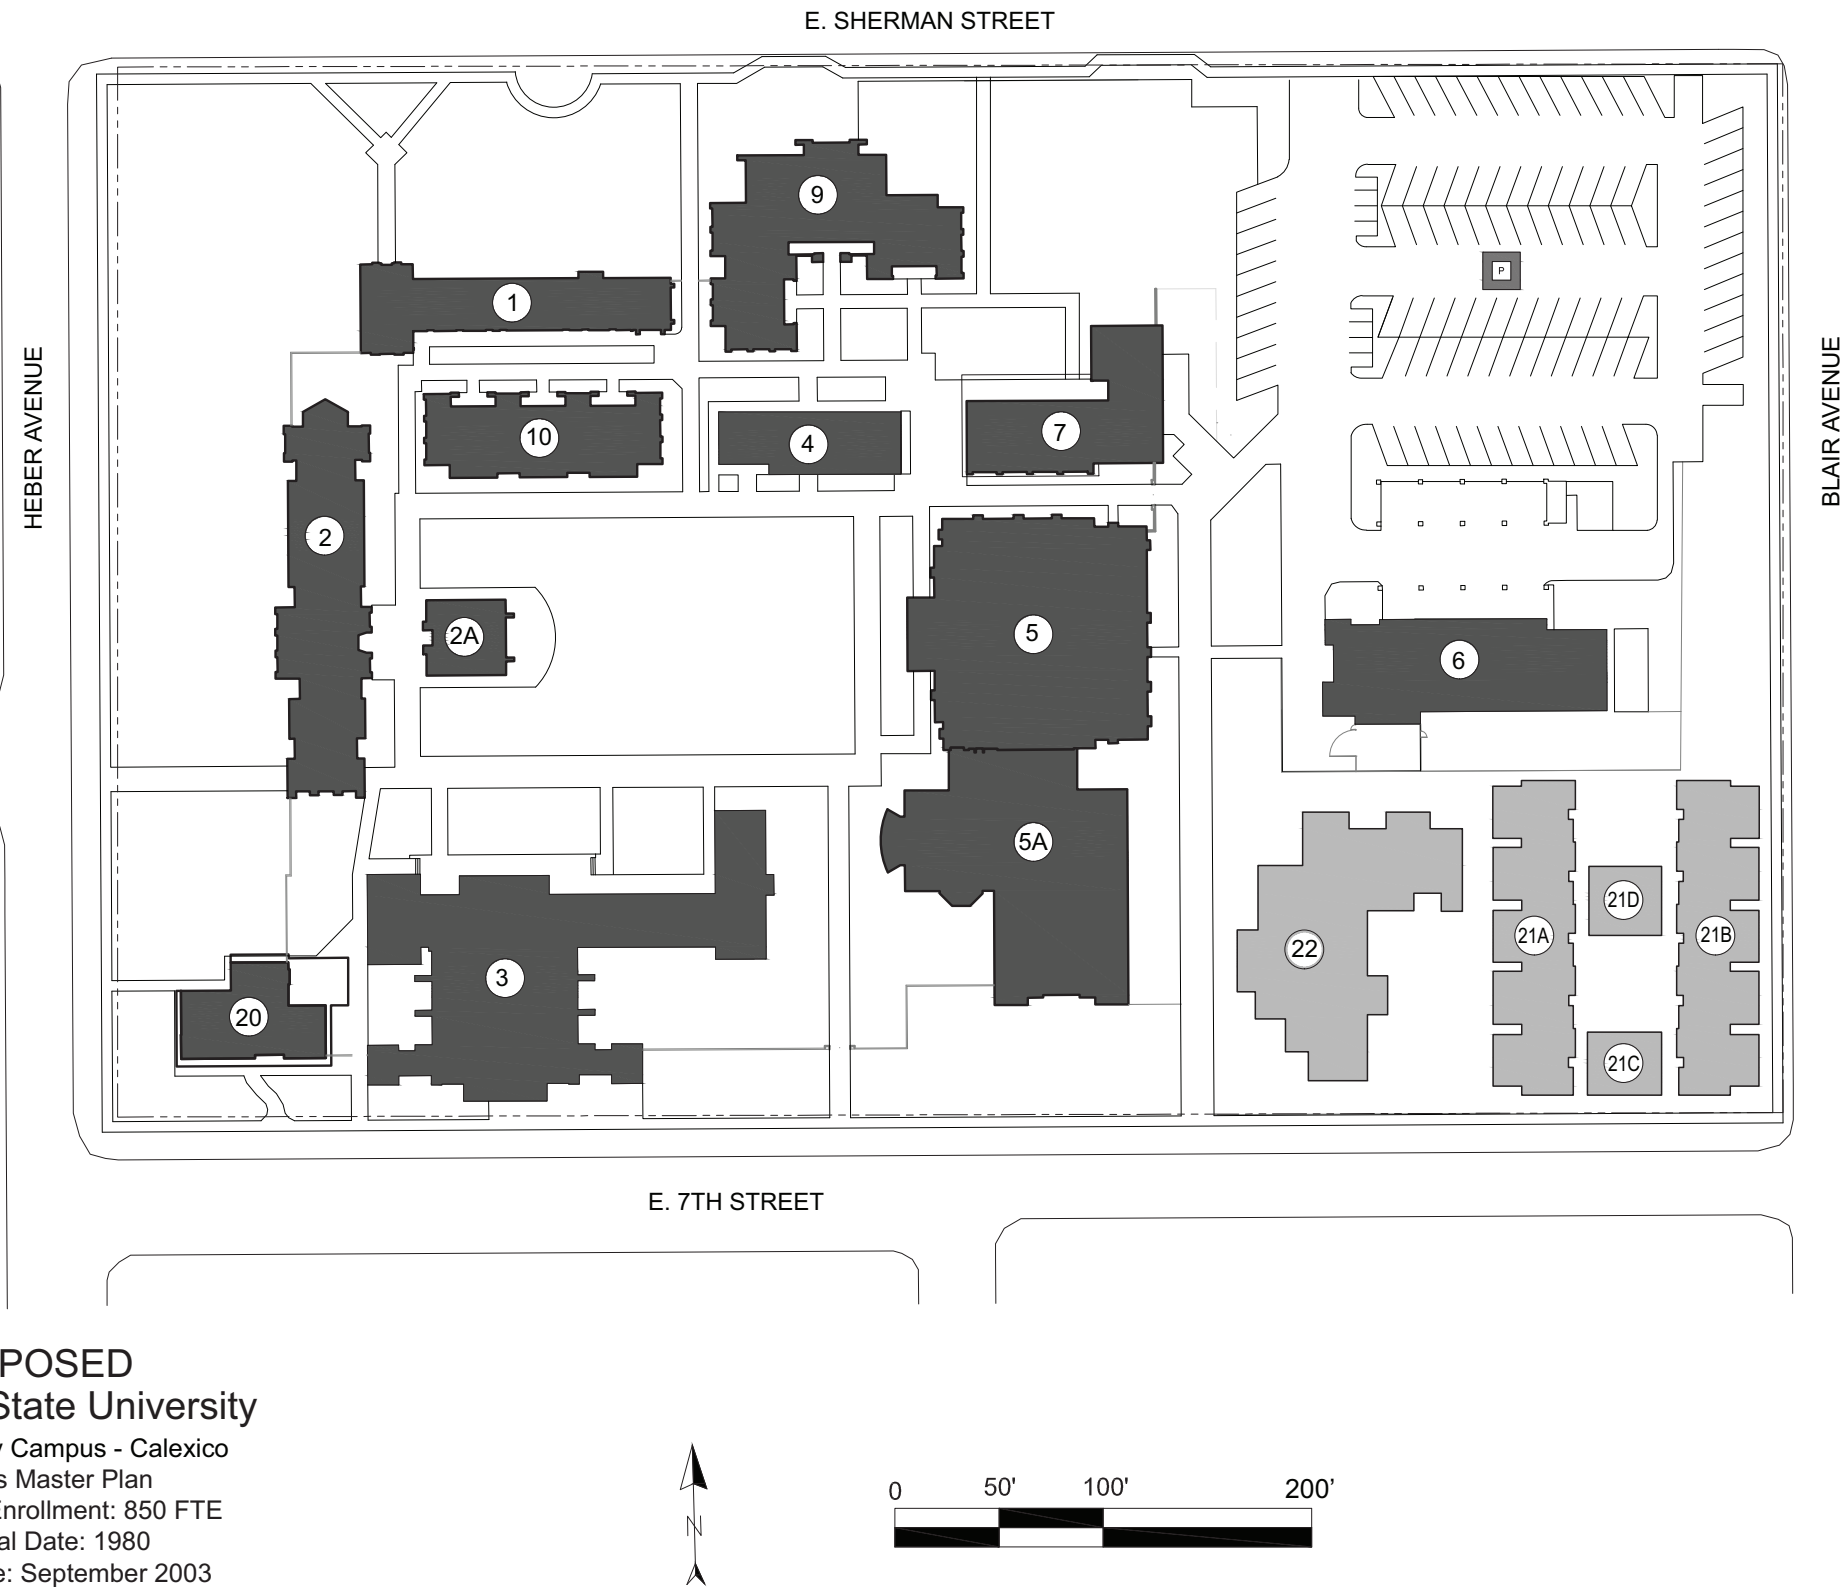 E. SHERMAN STREET
9
P
1
HEBER AVENUE
BLAIR AVENUE
10
4
7
2
2A
5
6
5A
22
21A
21D
21B
3
20
21C
E. 7TH STREET
POSED
State University
y Campus - Calexico
s Master Plan
Enrollment: 850 FTE
al Date: 1980
e: September 2003
N
0 50' 100' 200’